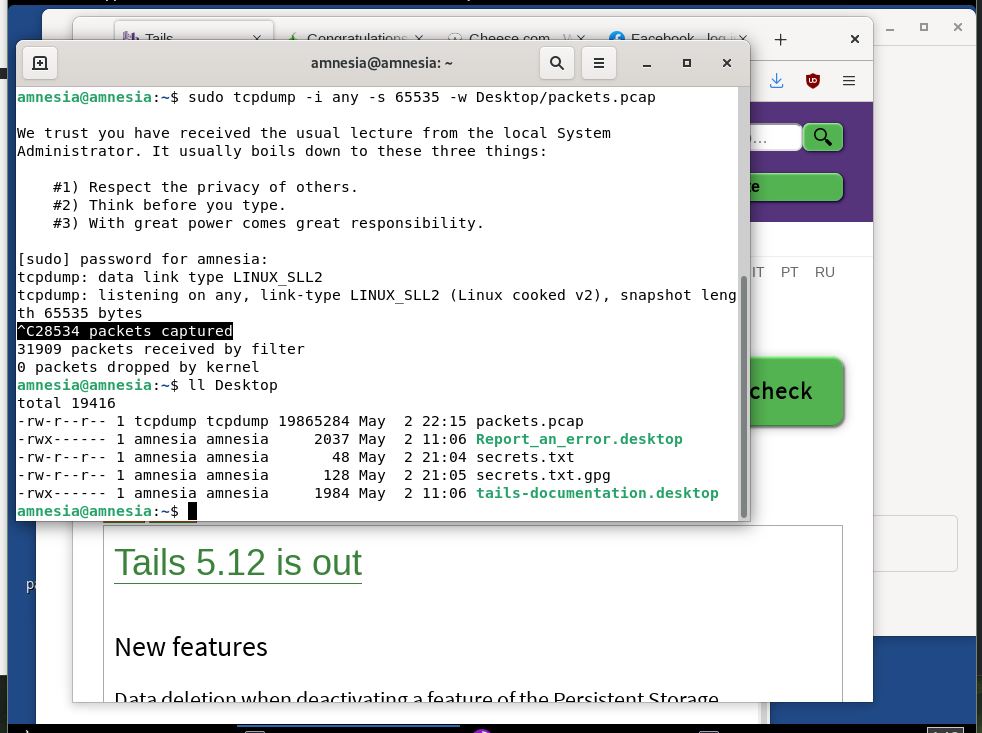 Tails
Congratulations
Cheese.com
Facebook – log i
amnesia@amnesia: ~
amnesia@amnesia:~$ sudo tcpdump -i any -s 65535 -w Desktop/packets.pcap
We trust you have received the usual lecture from the local System
Administrator. It usually boils down to these three things:
#1) Respect the privacy of others.
#2) Think before you type.
#3) With great power comes great responsibility.
[sudo] password for amnesia:
tcpdump: data link type LINUX_SLL2
tcpdump: listening on any, link-type LINUX_SLL2 (Linux cooked v2), snapshot leng
th 65535 bytes
^C28534 packets captured
31909 packets received by filter
0 packets dropped by kernel
amnesia@amnesia:~$ ll Desktop
total 19416
-rw-r--r-- 1 tcpdump tcpdump 19865284 May  2 22:15 packets.pcap
-rwx------ 1 amnesia amnesia     2037 May  2 11:06 Report_an_error.desktop
-rw-r--r-- 1 amnesia amnesia       48 May  2 21:04 secrets.txt
-rw-r--r-- 1 amnesia amnesia      128 May  2 21:05 secrets.txt.gpg
-rwx------ 1 amnesia amnesia     1984 May  2 11:06 tails-documentation.desktop
amnesia@amnesia:~$
IT PT RU
check
Tails 5.12 is out
New features
Data deletion when deactivating a feature of the Persistent Storage